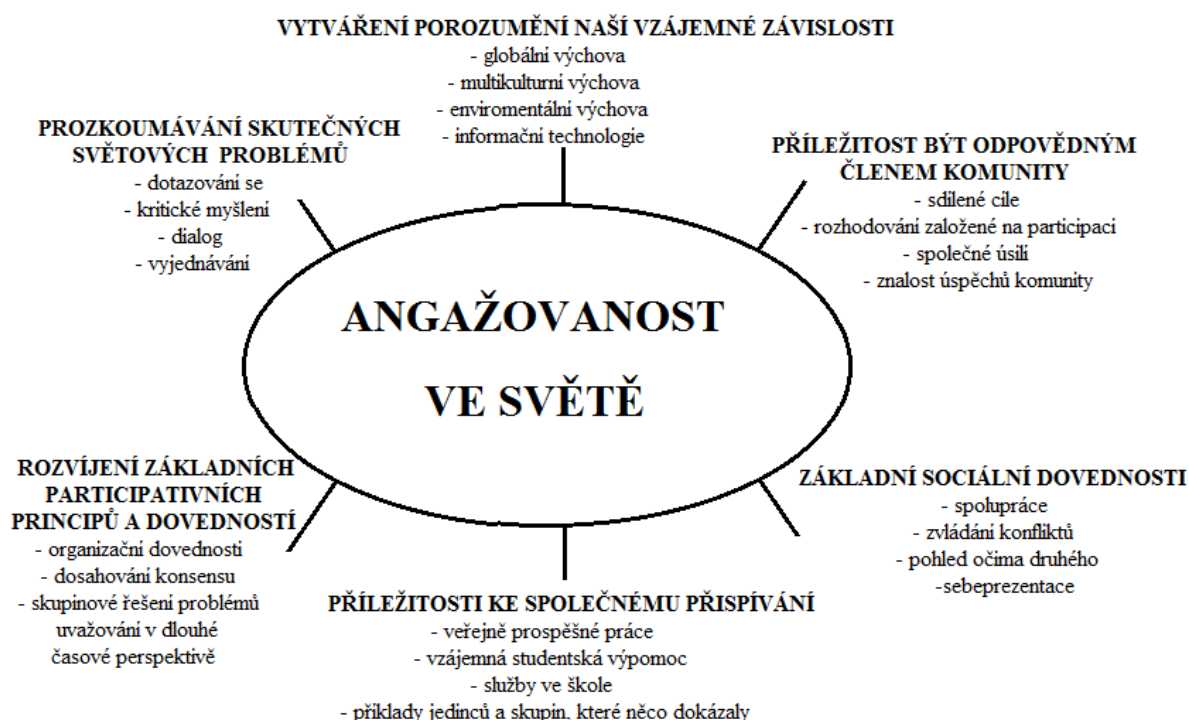 VYTVÁŘENÍ POROZUMĚNÍ NAŠÍ VZÁJEMNÉ ZÁVISLOSTI
- globální výchova
- multikulturní výchova
- enviromentální výchova
- informační technologie
PROZKOUMÁVÁNÍ SKUTEČNÝCH
SVĚTOVÝCH PROBLÉMŮ
- dotazování se
- kritické myšlení
- dialog
- vyjednávání
PŘÍLEŽITOST BÝT ODPOVĚDNÝM
ČLENEM KOMUNITY
- sdílené cíle
- rozhodování založené na participaci
- společné úsilí
- znalost úspěchů komunity
ANGAŽOVANOST
VE SVĚTĚ
ROZVÍJENÍ ZÁKLADNÍCH
PARTICIPATIVNÍCH
PRINCIPŮ A DOVEDNOSTÍ
- organizační dovednosti
- dosahování konsensu
- skupinové řešení problémů
uvažování v dlouhé
časové perspektivě
ZÁKLADNÍ SOCIÁLNÍ DOVEDNOSTI
- spolupráce
- zvládání konfliktů
- pohled očima druhého
-sebeprezentace
PŘÍLEŽITOSTI KE SPOLEČNÉMU PŘISPÍVÁNÍ
- veřejně prospěšné práce
- vzájemná studentská výpomoc
- služby ve škole
- příklady jedinců a skupin, které něco dokázaly